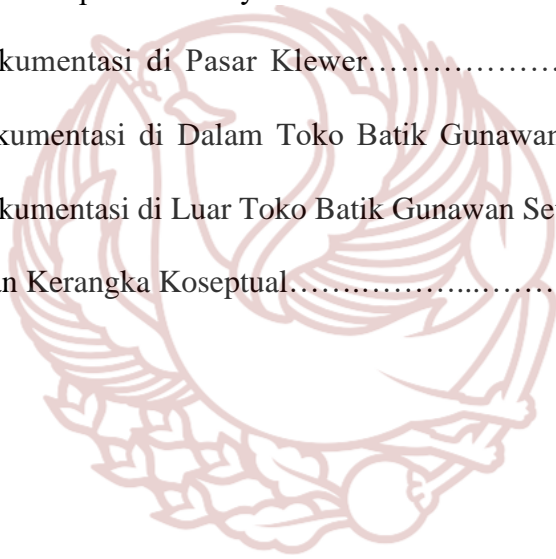 kumentasi di Pasar Klewer……………….
kumentasi di Dalam Toko Batik Gunawan
kumentasi di Luar Toko Batik Gunawan Se
n Kerangka Koseptual…….………...……